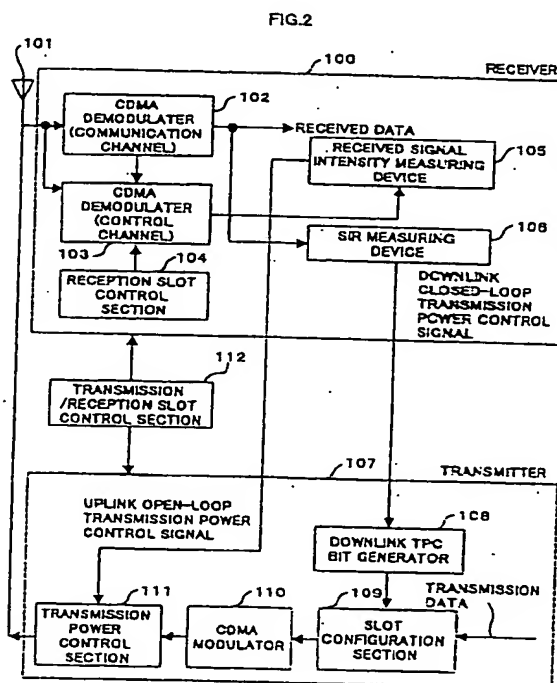 FIG.2
101
100
RECEIVER
CDMA
DEMODULATER
(COMMUNICATION
CHANNEL)
102
RECEIVED DATA
RECEIVED SIGNAL
INTENSITY MEASURING
DEVICE
105
CDMA
DEMODULATER
(CONTROL
CHANNEL)
103
104
SIR MEASURING
DEVICE
106
RECEPTION SLOT
CONTROL
SECTION
DOWNLINK
CLOSED-LOOP
TRANSMISSION
POWER CONTROL
SIGNAL
112
TRANSMISSION
/RECEPTION SLOT
CONTROL SECTION
107
TRANSMITTER
UPLINK OPEN-LOOP
TRANSMISSION POWER
CONTROL SIGNAL
108
DOWNLINK TPC
BIT GENERATOR
111
110
109
TRANSMISSION
DATA
TRANSMISSION
POWER
CONTROL
SECTION
CDMA
MODULATOR
SLOT
CONFIGURATION
SECTION